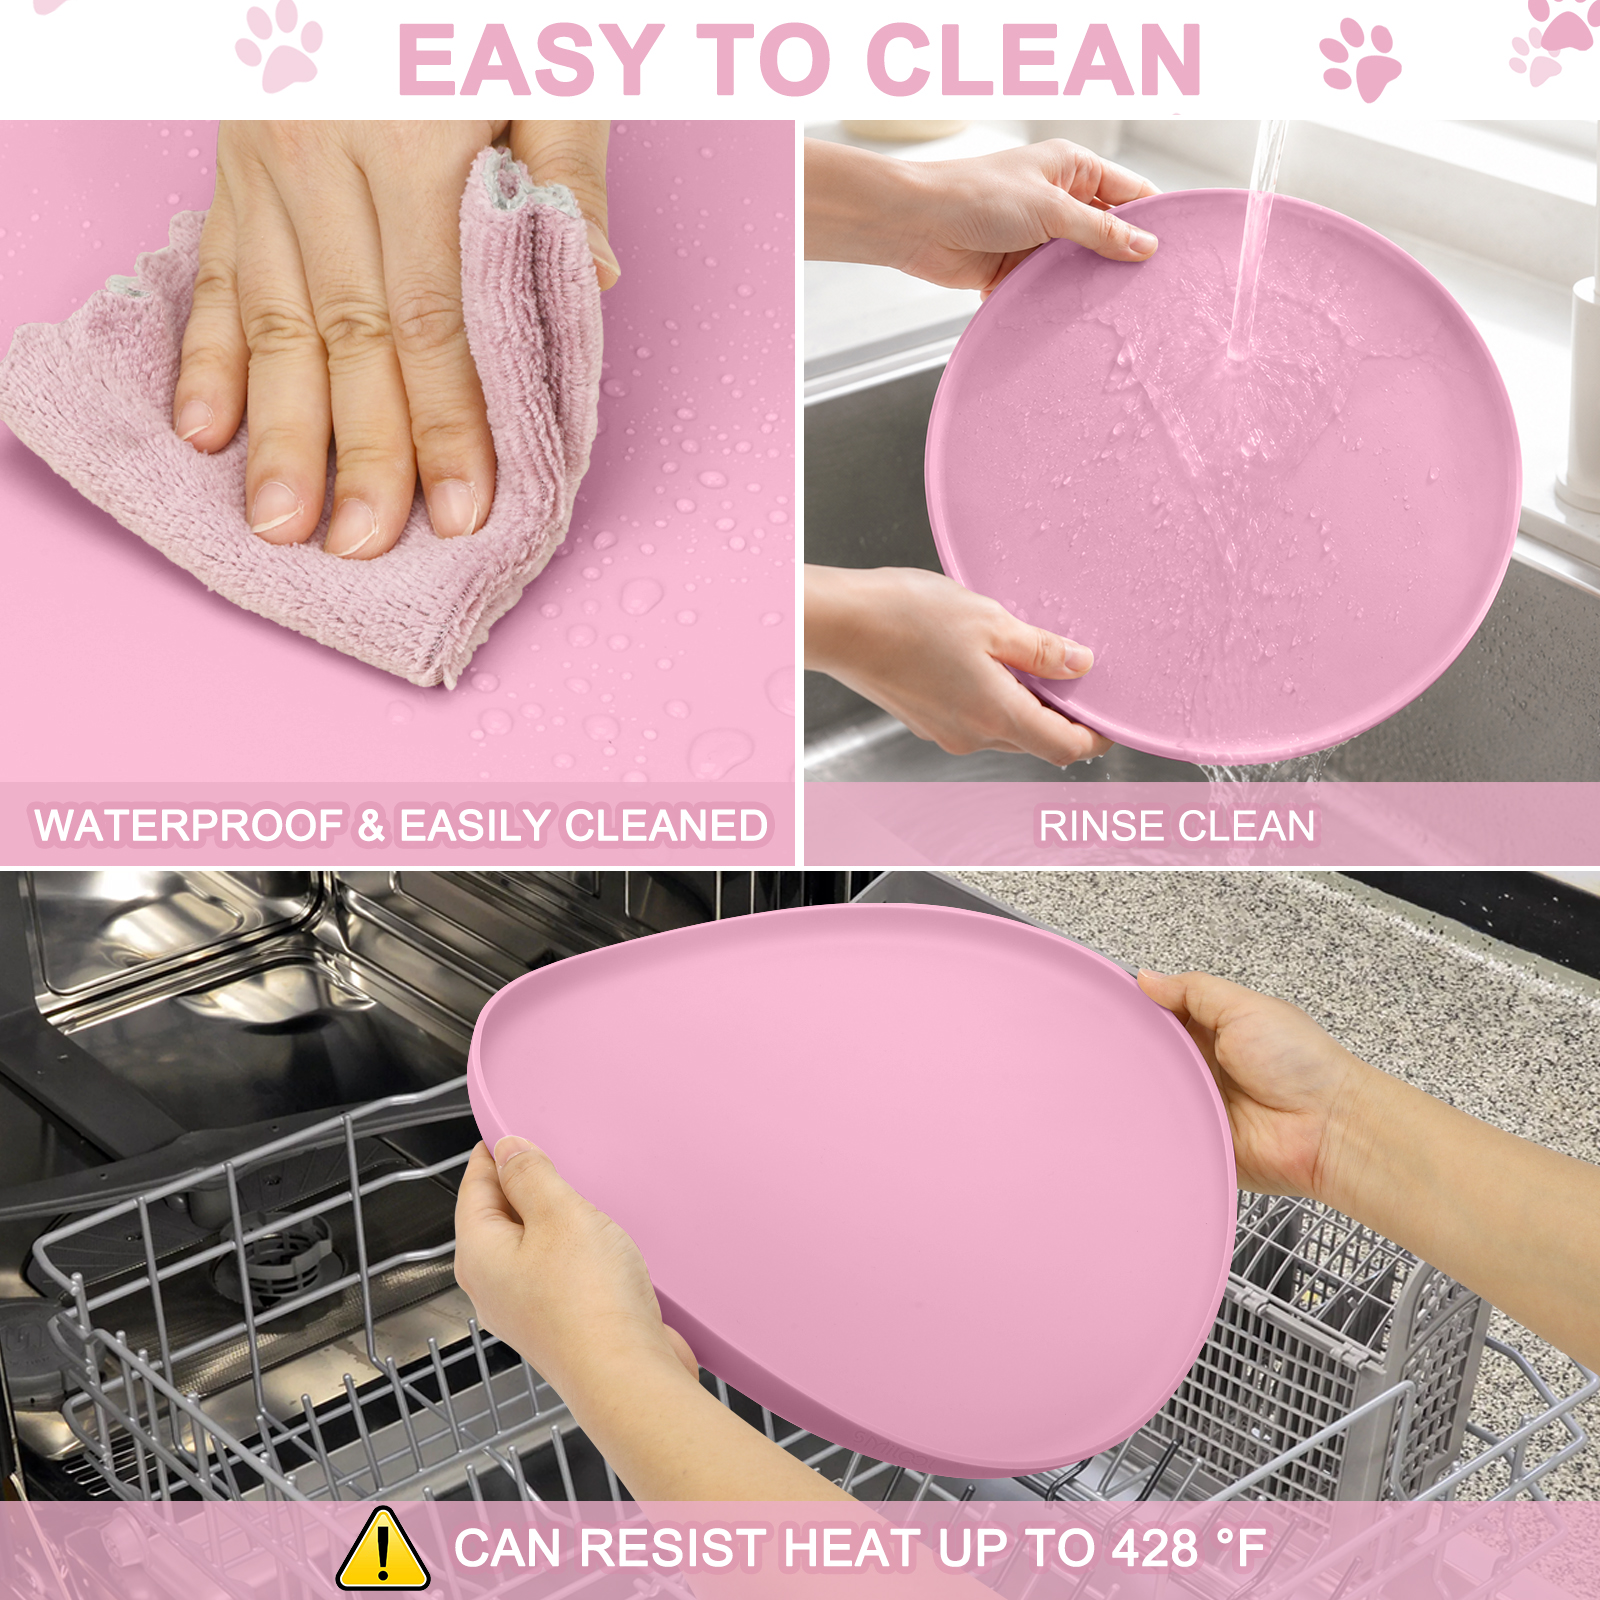 EASY TO CLEAN
WATERPROOF & EASILY CLEANED
RINSE CLEAN
CAN RESIST HEAT UP TO 428 °F